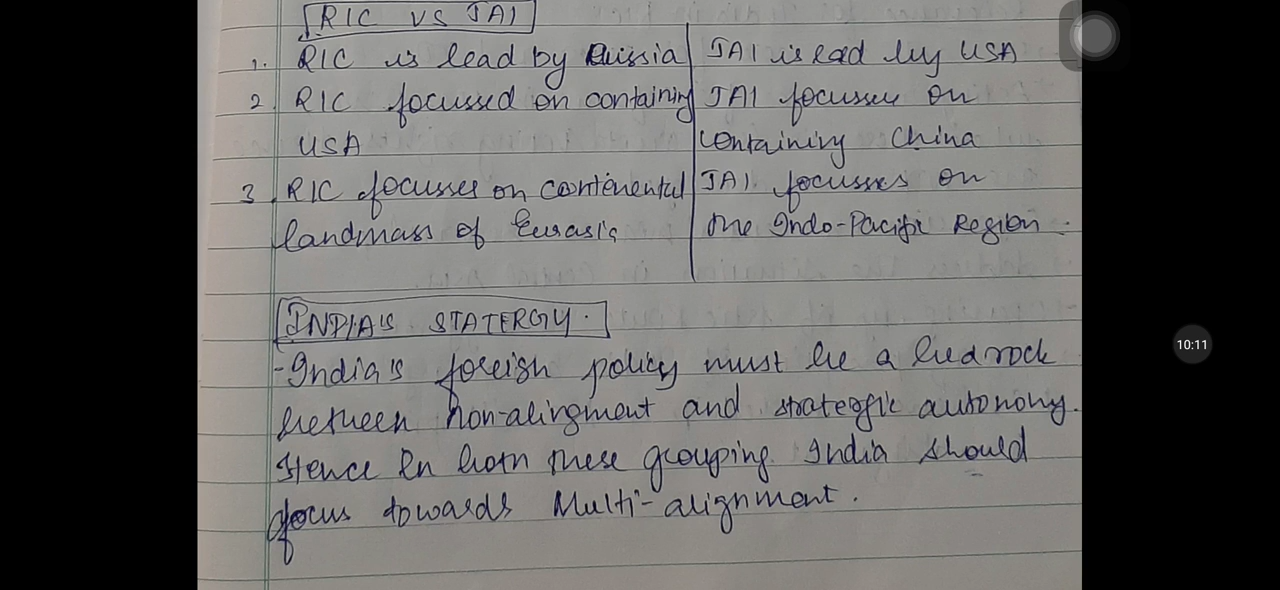 RIC VS JAI
1. RIC is lead by Russia | JAI is lead by USA
2 RIC focussed on containing | JAI focusses on
USA | containing China
3. RIC focusses on continental | JAI focusses on
landmass of Eurasia | the Indo-Pacific Region.
INDIA'S STATERGY.
-India's foreign policy must be a bedrock
between Non-alingment and strategic autonomy.
Hence in both these grouping India should
focus towards Multi-alignment.
10:11